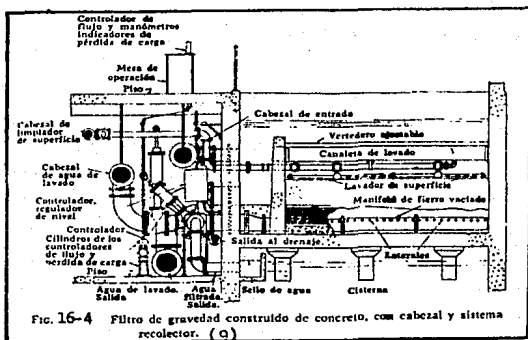 Controlador de
flujo y manómetros
indicadores de
pérdida de carga
Mesa de
operación
Piso
Cabezal de
limpiador
de superficie
Cabezal de entrada
Vertedero ajustable
Canaleta de lavado
Cabezal
de agua de
lavado
Lavador de superficie
Manifold de fierro vaciado
Controlador,
regulador
de nivel
Controlador
Cilindros de los
controladores
de flujo y
pérdida de carga
Piso
Salida al drenaje.
Laterales
Agua de lavado.
Salida
Agua
filtrada.
Salida.
Sello de agua
Cisterna
FIG. 16-4 Filtro de gravedad construido de concreto, con cabezal y sistema
recolector. (9)